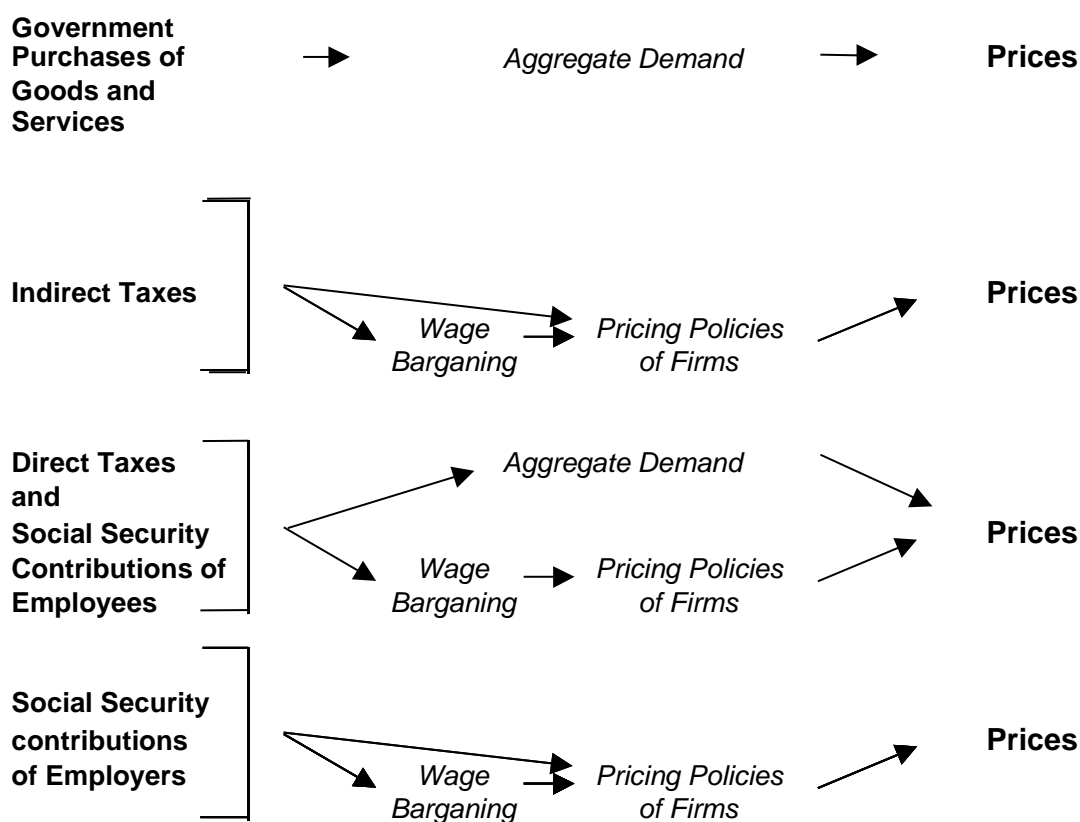 Government
Purchases of
Goods and
Services
Aggregate Demand
Prices
Indirect Taxes
Wage
Barganing
Pricing Policies
of Firms
Prices
Direct Taxes
and
Social Security
Contributions of
Employees
Aggregate Demand
Wage
Barganing
Pricing Policies
of Firms
Prices
Social Security
contributions
of Employers
Wage
Barganing
Pricing Policies
of Firms
Prices